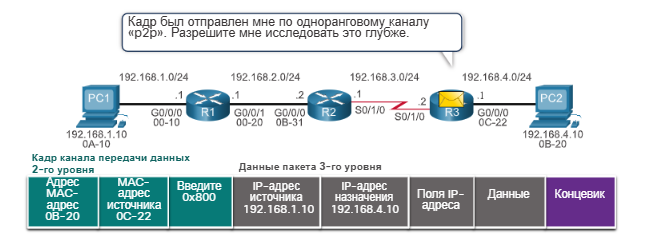 Кадр был отправлен мне по одноранговому каналу
«p2p». Разрешите мне исследовать это глубже.
192.168.1.0/24
192.168.2.0/24
192.168.3.0/24
192.168.4.0/24
PC1
.1
R1
.1
.2
R2
.1
.2
R3
.1
PC2
G0/0/0
00-10
G0/0/1
00-20
G0/0/0
0B-31
S0/1/0
S0/1/0
G0/0/0
0C-22
192.168.1.10
0A-10
192.168.4.10
0B-20
Кадр канала передачи данных
2-го уровня
Данные пакета 3-го уровня
Адрес
MAC-
адрес
0B-20
MAC-
адрес
источника
0C-22
Введите
0x800
IP-адрес
источника
192.168.1.10
IP-адрес
назначения
192.168.4.10
Поля IP-
адреса
Данные
Концевик